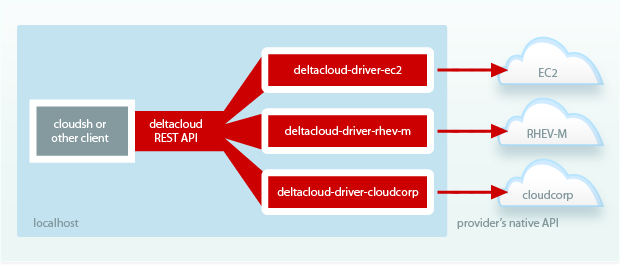 cloudsh or
other client
deltacloud
REST API
deltacloud-driver-ec2
deltacloud-driver-rhev-m
deltacloud-driver-cloudcorp
EC2
RHEV-M
cloudcorp
localhost
provider's native API